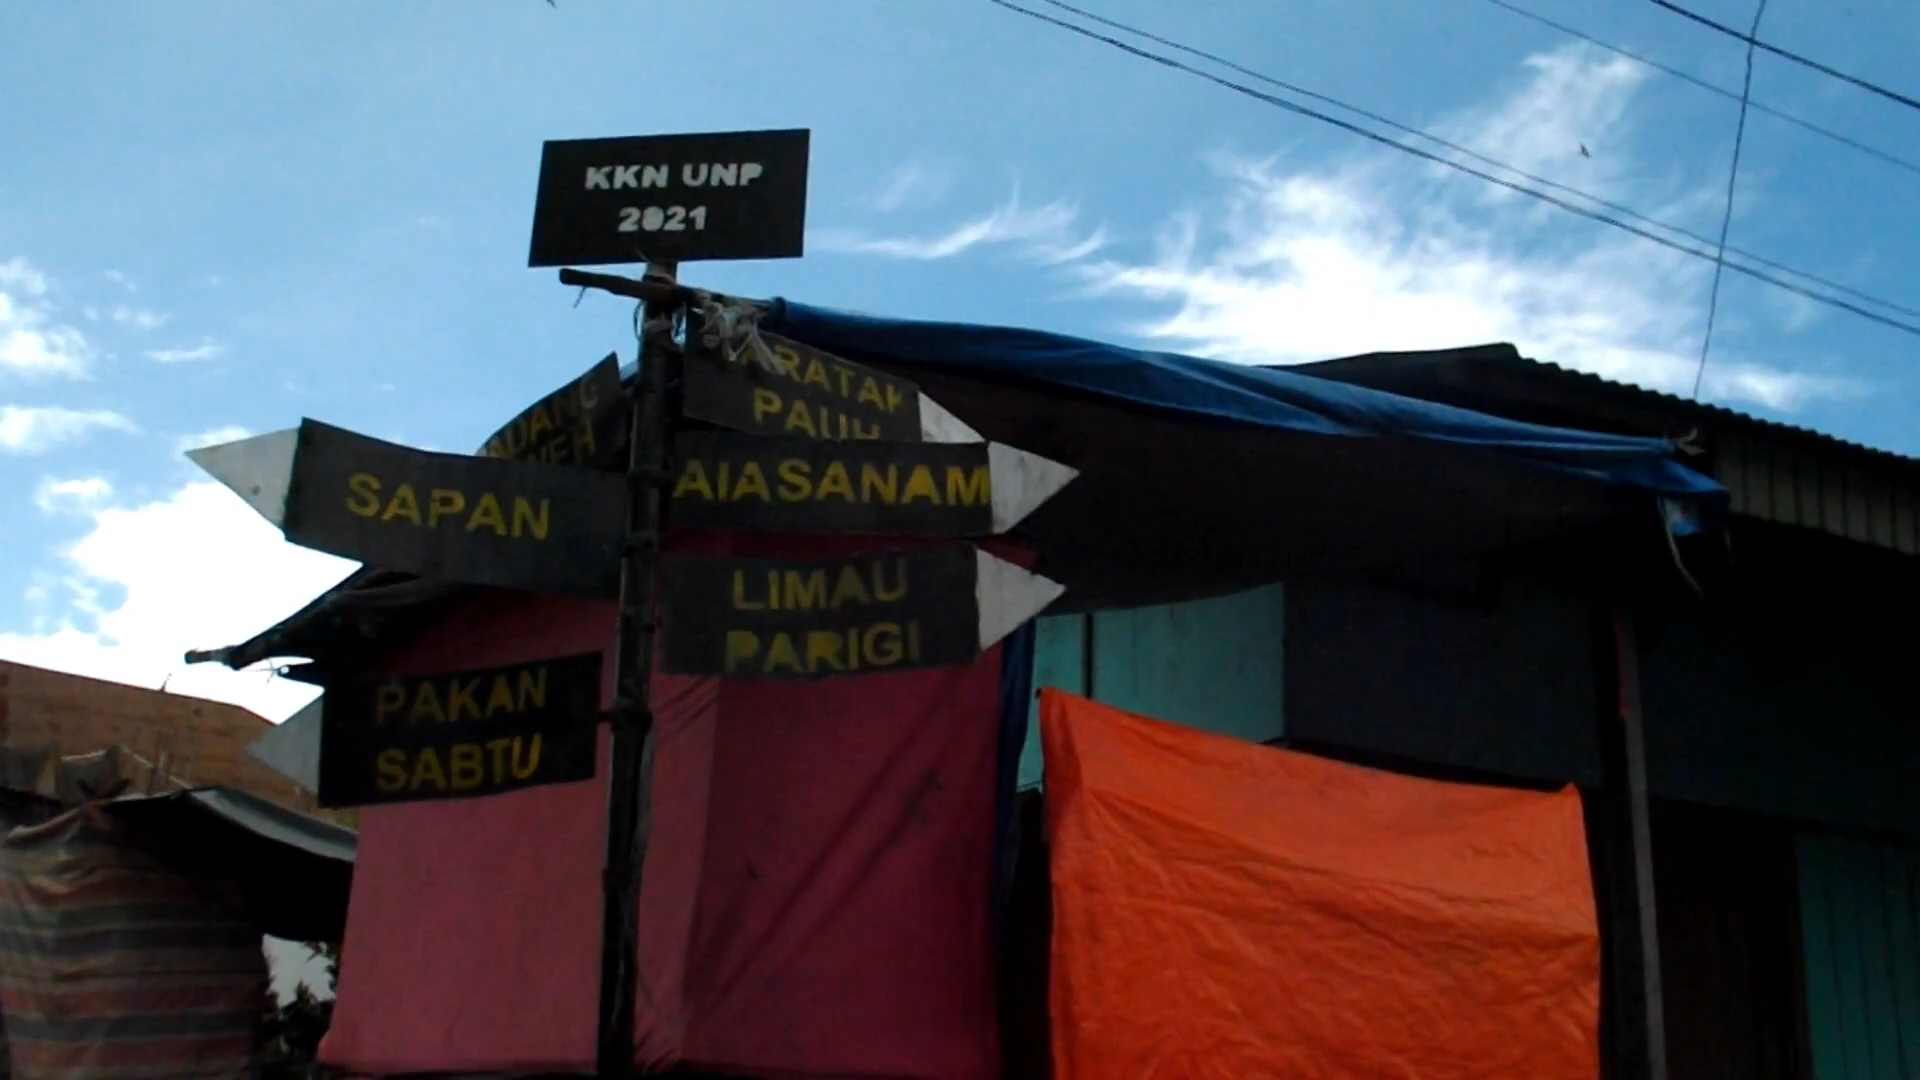 KKN UNP
2021
PAUH
SAPAN
AIASANAM
LIMAU
PARIGI
PAKAN
SABTU